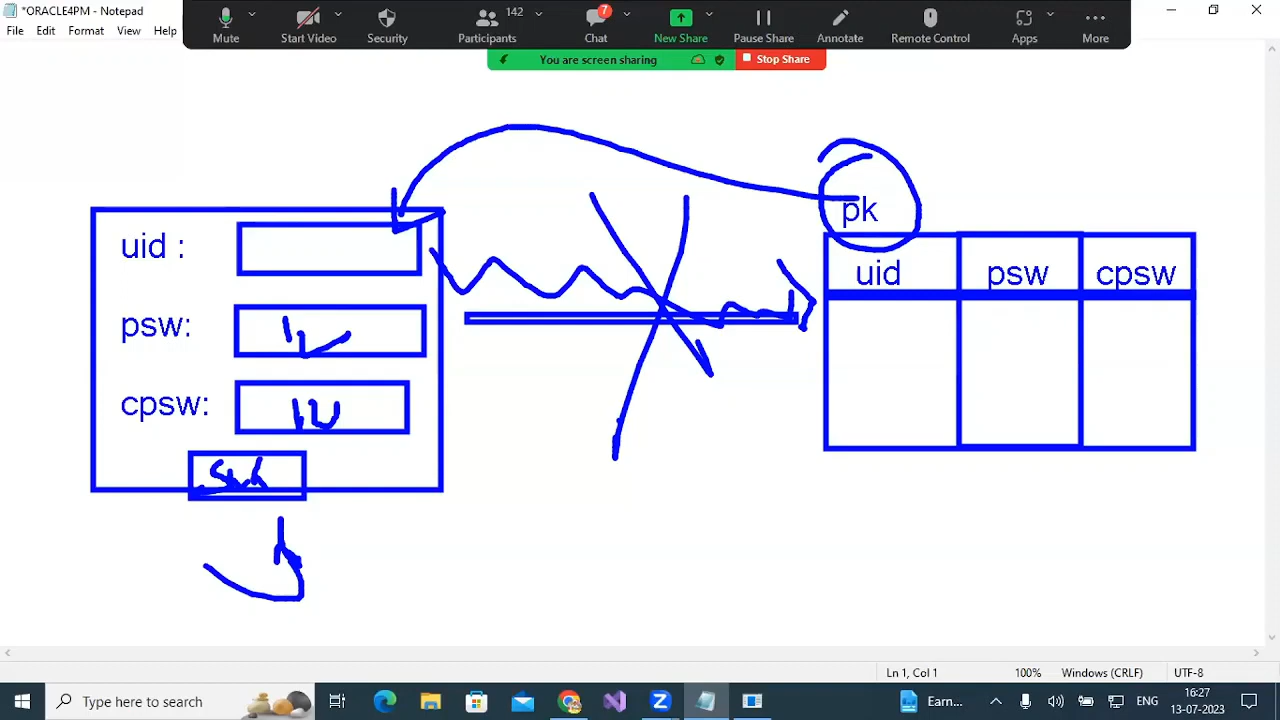 *ORACLE4PM - Notepad
File Edit Format View Help
Mute
Start Video
Security
142
Participants
7
Chat
New Share
Pause Share
Annotate
Remote Control
Apps
More
You are screen sharing
Stop Share
pk
uid :
psw:
cpsw:
uid psw cpsw
Ln 1, Col 1 100% Windows (CRLF) UTF-8
Type here to search
Earn...
ENG
16:27
13-07-2023